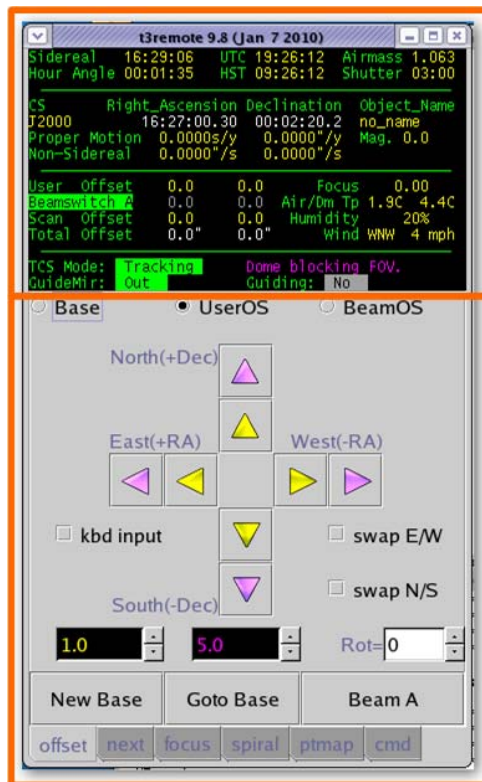 t3remote 9.8 (Jan 7 2010)
Sidereal 16:29:06 UTC 19:26:12 Airmass 1.063
Hour Angle 00:01:35 HST 09:26:12 Shutter 03:00
CS Right_Ascension Declination Object_Name
J2000 16:27:00.30 00:02:20.2 no_name
Proper Motion 0.0000s/y 0.0000"/y Mag. 0.0
Non-Sidereal 0.0000"/s 0.0000"/s
User Offset 0.0 0.0 Focus 0.00
Beamswitch A 0.0 0.0 Air/Dm Tp 1.9C 4.4C
Scan Offset 0.0 0.0 Humidity 20%
Total Offset 0.0" 0.0" Wind WNW 4 mph
TCS Mode: Tracking Dome blocking FOV.
GuideMir: Out Guiding: No
Base UserOS BeamOS
North(+Dec)
East(+RA) West(-RA)
kbd input swap E/W
swap N/S
South(-Dec)
1.0 5.0 Rot= 0
New Base Goto Base Beam A
offset next focus spiral ptmap cmd